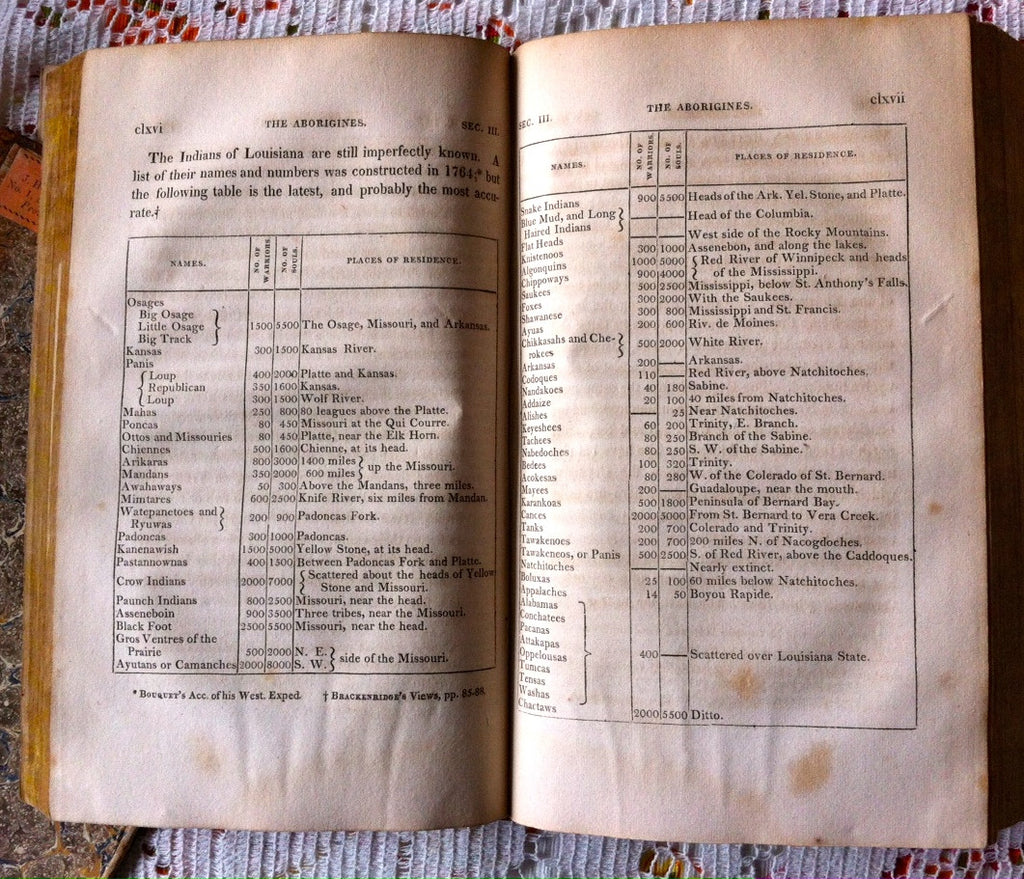 clxvi THE ABORIGINES. SEC. III.
The Indians of Louisiana are still imperfectly known. A
list of their names and numbers was constructed in 1764;* but
the following table is the latest, and probably the most accu-
rate.†
NAMES. NO. OF WARRIORS. NO. OF SOULS. PLACES OF RESIDENCE.
Osages
Big Osage
Little Osage 1500 5500 The Osage, Missouri, and Arkansas.
Big Track
Kansas 300 1500 Kansas River.
Panis
Loup 400 2000 Platte and Kansas.
Republican 350 1600 Kansas.
Loup 300 1500 Wolf River.
Mahas 250 800 80 leagues above the Platte.
Poncas 80 450 Missouri at the Qui Courre.
Ottos and Missouries 80 450 Platte, near the Elk Horn.
Chiennes 500 1600 Chienne, at its head.
Arikaras 800 3000 1400 miles } up the Missouri.
Mandans 350 2000 600 miles
Awahaways 50 300 Above the Mandans, three miles.
Mimtares 600 2500 Knife River, six miles from Mandan.
Watepanetoes and
Ryuwas 200 900 Padoncas Fork.
Padoncas 300 1000 Padoncas.
Kanenawish 1500 5000 Yellow Stone, at its head.
Pastannownas 400 1500 Between Padoncas Fork and Platte.
Crow Indians 2000 7000 { Scattered about the heads of Yellow
Stone and Missouri.
Paunch Indians 800 2500 Missouri, near the head.
Asseneboin 900 3500 Three tribes, near the Missouri.
Black Foot 2500 5500 Missouri, near the head.
Gros Ventres of the
Prairie 500 2000 N. E. } side of the Missouri.
Ayutans or Camanches 2000 8000 S. W.
* BOUQUET'S Acc. of his West. Exped. † BRACKENRIDGE'S Views, pp. 85-88.
SEC. III. THE ABORIGINES. clxvii
NAMES. NO. OF WARRIORS. NO. OF SOULS. PLACES OF RESIDENCE.
Snake Indians 900 5500 Heads of the Ark. Yel. Stone, and Platte.
Blue Mud, and Long
Haired Indians — — Head of the Columbia.
Flat Heads — — West side of the Rocky Mountains.
Knistenoos 300 1000 Assenebon, and along the lakes.
Algonquins 1000 5000 { Red River of Winnipeck and heads
Chippoways 900 4000 of the Mississippi.
Saukees 500 2500 Mississippi, below St. Anthony's Falls.
Foxes 300 2000 With the Saukees.
Shawanese 300 800 Mississippi and St. Francis.
Ayuas 200 600 Riv. de Moines.
Chikkasahs and Che-
rokees 500 2000 White River.
Arkansas 200 — Arkansas.
Codoques 110 — Red River, above Natchitoches.
Nandakoes 40 180 Sabine.
Addaize 20 100 40 miles from Natchitoches.
Alishes — 25 Near Natchitoches.
Keyeshees 60 200 Trinity, E. Branch.
Tachees 80 250 Branch of the Sabine.
Nabedoches 80 250 S. W. of the Sabine.
Bedees 100 320 Trinity.
Acokesas 80 280 W. of the Colerado of St. Bernard.
Mayees 200 — Guadaloupe, near the mouth.
Karankoas 500 1800 Peninsula of Bernard Bay.
Cances 2000 5000 From St. Bernard to Vera Creek.
Tanks 200 700 Colerado and Trinity.
Tawakenoes 200 700 200 miles N. of Nacogdoches.
Tawakeneos, or Panis 500 2500 S. of Red River, above the Caddoques.
Natchitoches — — Nearly extinct.
Boluxas 25 100 60 miles below Natchitoches.
Appalaches 14 50 Boyou Rapide.
Alabamas
Conchatees
Pacanas
Attakapas
Oppelousas 400 — Scattered over Louisiana State.
Tumcas
Tensas
Washas
Chactaws 2000 5500 Ditto.